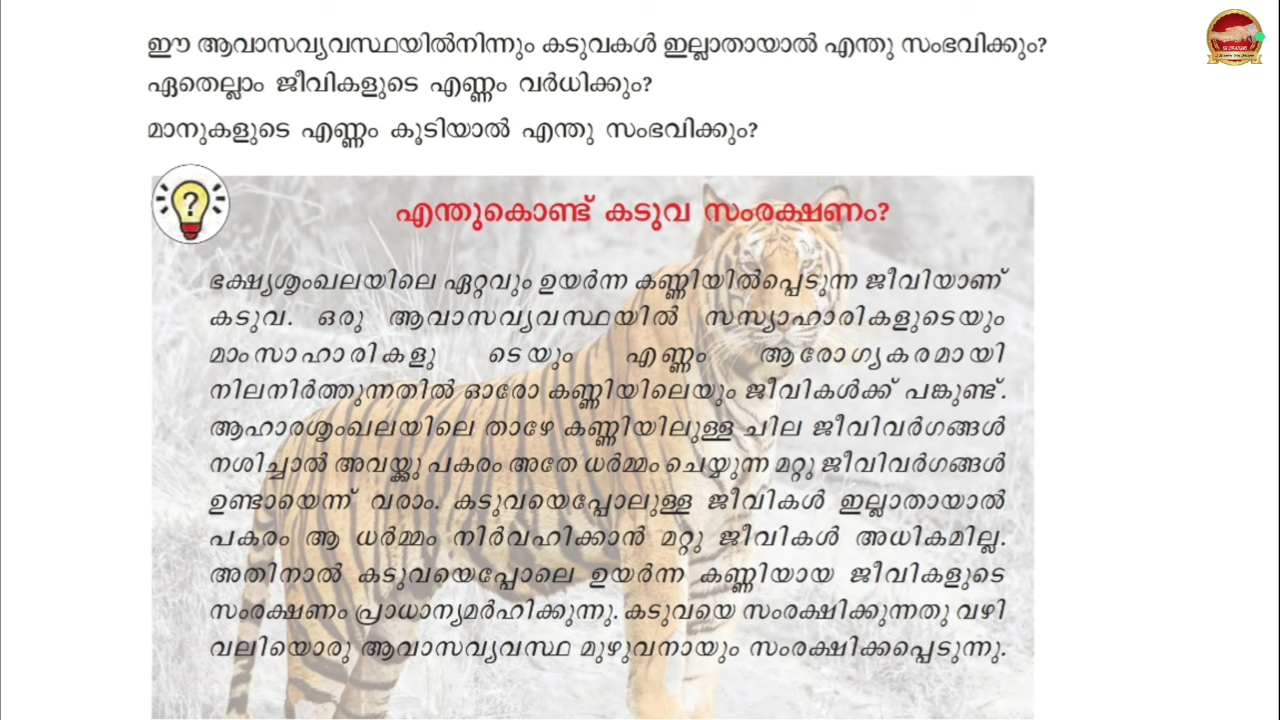 ഈ ആവാസവ്യവസ്ഥയിൽനിന്നും കടുവകൾ ഇല്ലാതായാൽ എന്തു സംഭവിക്കും?
ഏതെല്ലാം ജീവികളുടെ എണ്ണം വർധിക്കും?
മാനുകളുടെ എണ്ണം കൂടിയാൽ എന്തു സംഭവിക്കും?
?
എന്തുകൊണ്ട് കടുവ സംരക്ഷണം?
ഭക്ഷ്യശൃംഖലയിലെ ഏറ്റവും ഉയർന്ന കണ്ണിയിൽപ്പെടുന്ന ജീവിയാണ്
കടുവ. ഒരു ആവാസവ്യവസ്ഥയിൽ സസ്യാഹാരികളുടെയും
മാംസാഹാരികളു ടെയും എണ്ണം ആരോഗ്യകരമായി
നിലനിർത്തുന്നതിൽ ഓരോ കണ്ണിയിലെയും ജീവികൾക്ക് പങ്കുണ്ട്.
ആഹാരശൃംഖലയിലെ താഴേ കണ്ണിയിലുള്ള ചില ജീവിവർഗങ്ങൾ
നശിച്ചാൽ അവയ്ക്കു പകരം അതേ ധർമ്മം ചെയ്യുന്ന മറ്റു ജീവിവർഗങ്ങൾ
ഉണ്ടായെന്ന് വരാം. കടുവയെപ്പോലുള്ള ജീവികൾ ഇല്ലാതായാൽ
പകരം ആ ധർമ്മം നിർവഹിക്കാൻ മറ്റു ജീവികൾ അധികമില്ല.
അതിനാൽ കടുവയെപ്പോലെ ഉയർന്ന കണ്ണിയായ ജീവികളുടെ
സംരക്ഷണം പ്രാധാന്യമർഹിക്കുന്നു. കടുവയെ സംരക്ഷിക്കുന്നതു വഴി
വലിയൊരു ആവാസവ്യവസ്ഥ മുഴുവനായും സംരക്ഷിക്കപ്പെടുന്നു.